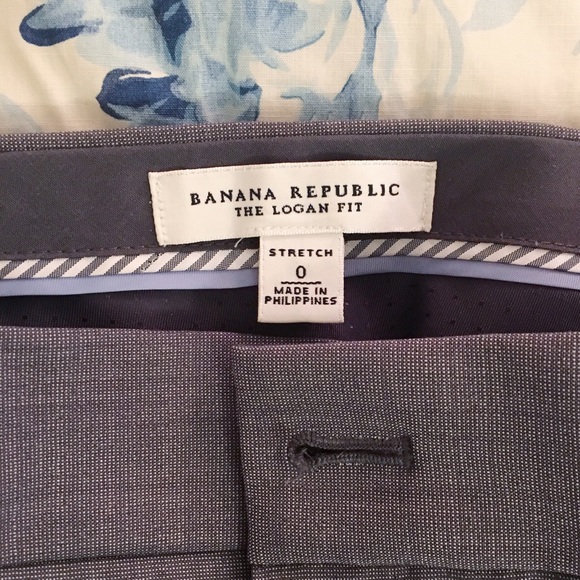 BANANA REPUBLIC
THE LOGAN FIT
STRETCH
0
MADE IN
PHILIPPINES